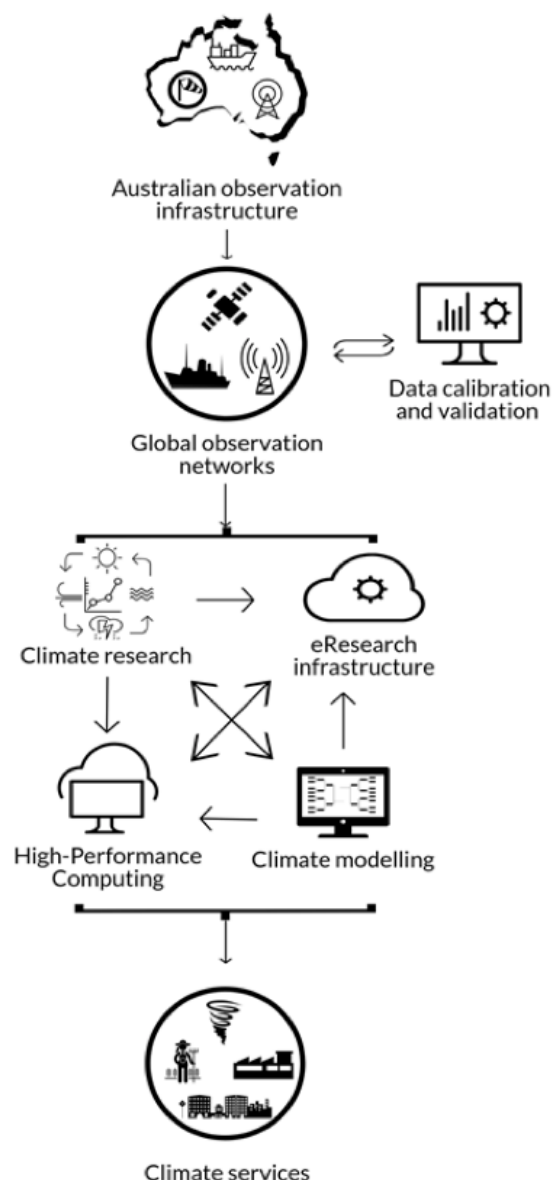 Australian observation
infrastructure
Data calibration
and validation
Global observation
networks
Climate research
eResearch
infrastructure
High-Performance
Computing
Climate modelling
Climate services